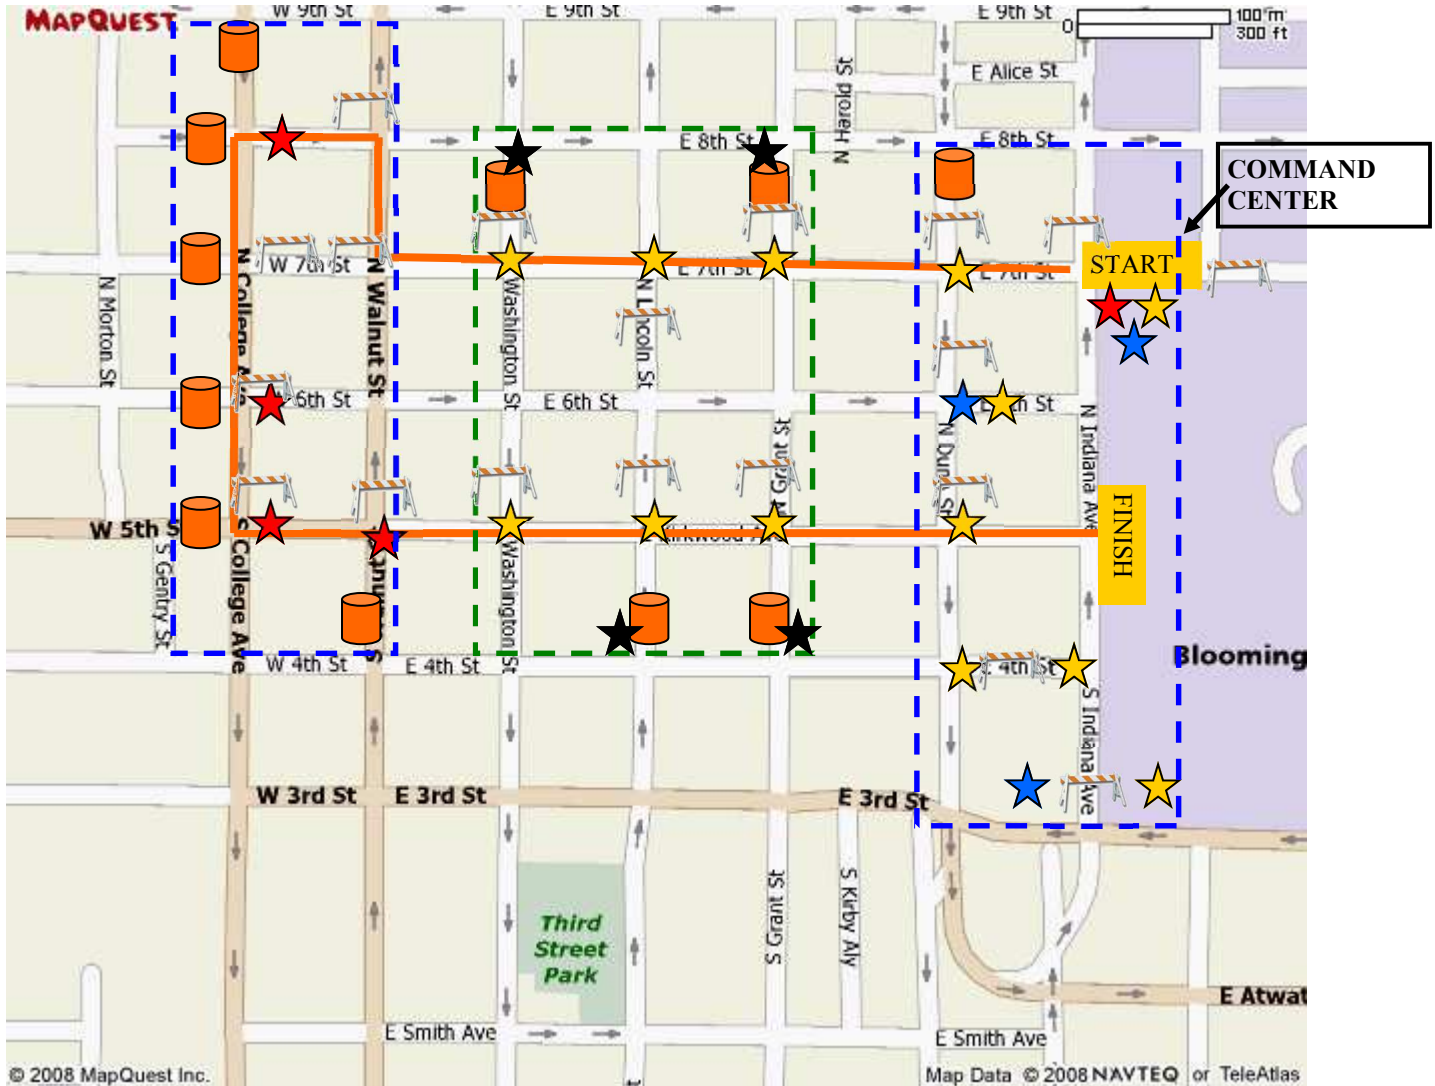 MAPQUEST
W 9th St
E 9th St
E 9th St
0
100 m
300 ft
E Alice St
N Harold St
E 8th St
E 8th St
COMMAND
CENTER
W 7th St
E 7th St
E 7th St
START
N Morton St
N College Ave
N Walnut St
Washington St
N Lincoln St
N Grant St
N Dunn St
N Indiana Ave
6th St
E 6th St
W 5th S
E Kirkwood Ave
FINISH
S Gentry St
S College Ave
Washington St
W 4th St
E 4th St
E 4th St
Blooming
S Indiana Ave
W 3rd St
E 3rd St
E 3rd St
Third
Street
Park
S Grant St
S Kirby Aly
E Atwat
E Smith Ave
E Smith Ave
© 2008 MapQuest Inc.
Map Data © 2008 NAVTEQ or TeleAtlas